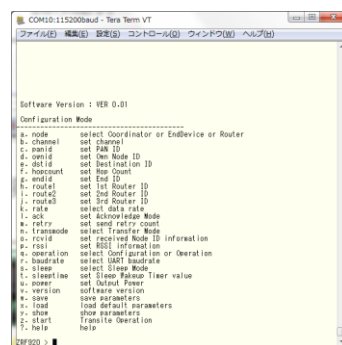 COM10:115200baud - Tera Term VT
ファイル(F) 編集(E) 設定(S) コントロール(O) ウィンドウ(W) ヘルプ(H)
Software Version : VER 0.01
Configuration Mode
a. node select Coordinator or EndDevice or Router
b. channel set channel
c. panid set PAN ID
d. ownid set Own Node ID
e. dstid set Destination ID
f. hopcount set Hop Count
g. endid set End ID
h. route1 set 1st Router ID
i. route2 set 2nd Router ID
j. route3 set 3rd Router ID
k. rate select data rate
l. ack set Acknowledge Mode
m. retry set send retry count
n. transmode select Transfer Mode
o. rcvid set received Node ID information
p. rssi set RSSI information
q. operation select Configuration or Operation
r. baudrate select UART baudrate
s. sleep select Sleep Mode
t. sleeptime set Sleep Wakeup Timer value
u. power set Output Power
v. version software version
w. save save parameters
x. load load default parameters
y. show show parameters
z. start Transite Operation
?. help help
ZRF920 >